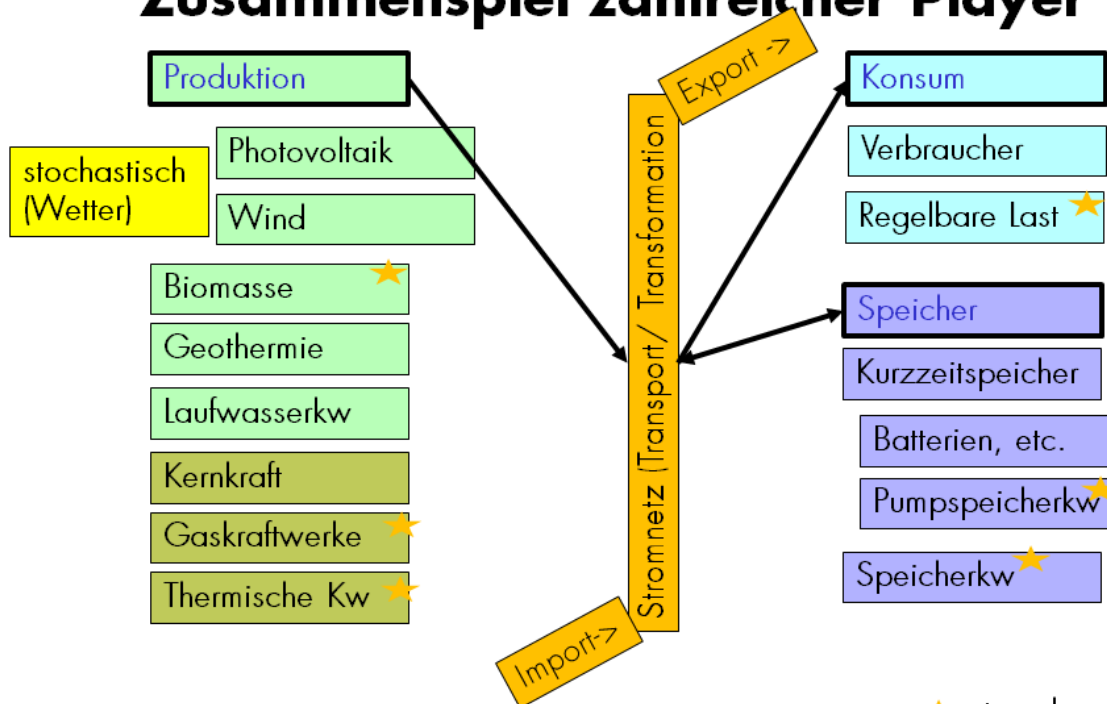 Zusammenspiel zahlreicher Player
Produktion
stochastisch
(Wetter)
Photovoltaik
Wind
Biomasse
Geothermie
Laufwasserkw
Kernkraft
Gaskraftwerke
Thermische Kw
Import->
Stromnetz (Transport/ Transformation
Export ->
Konsum
Verbraucher
Regelbare Last
Speicher
Kurzzeitspeicher
Batterien, etc.
Pumpspeicherkw
Speicherkw